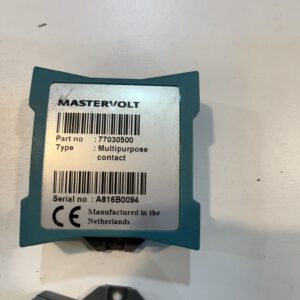 MASTERVOLT
Part no : 77030500
Type : Multipurpose
contact
Serial no : A816B0094
CE Manufactured in the
Netherlands